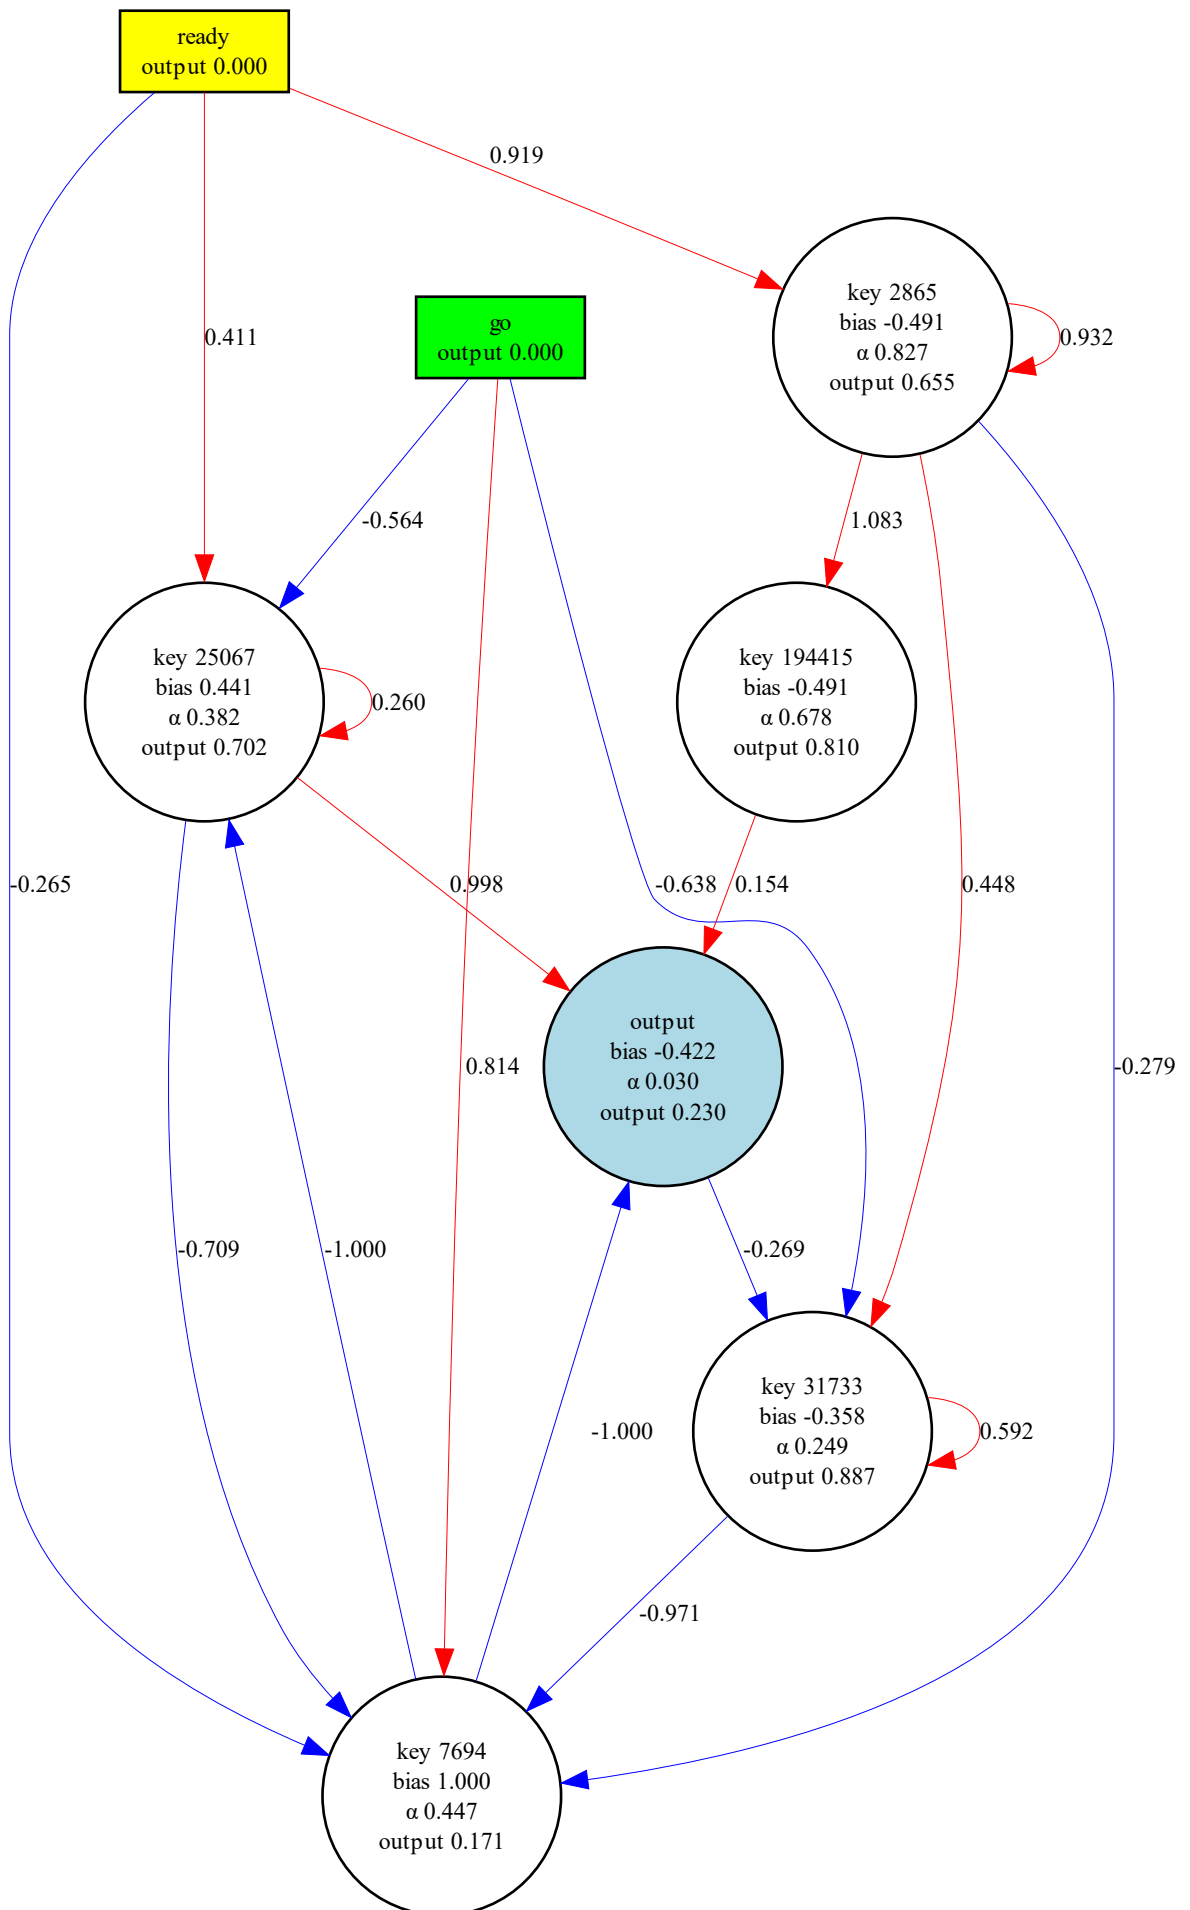 ready
output 0.000
0.919
key 2865
bias -0.491
α 0.827
output 0.655
0.932
go
output 0.000
0.411
-0.564
1.083
key 25067
bias 0.441
α 0.382
output 0.702
0.260
key 194415
bias -0.491
α 0.678
output 0.810
-0.265
0.998
-0.638
0.154
0.448
output
bias -0.422
α 0.030
output 0.230
0.814
-0.279
-0.709
-1.000
-0.269
key 31733
bias -0.358
α 0.249
output 0.887
-1.000
0.592
-0.971
key 7694
bias 1.000
α 0.447
output 0.171